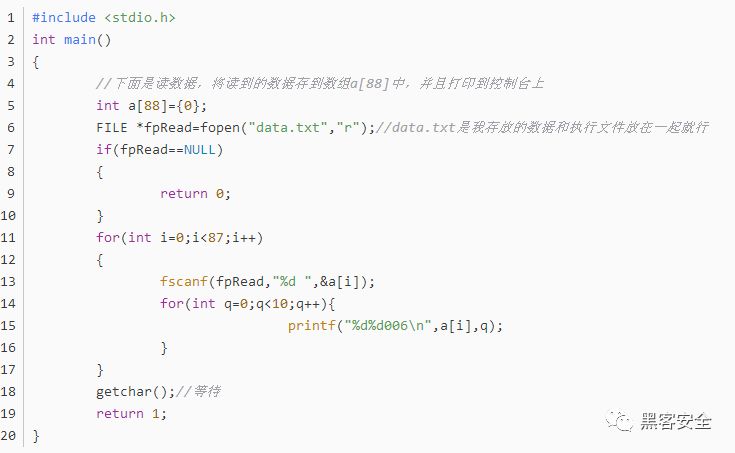 1 #include <stdio.h>
2 int main()
3 {
4 //下面是读数据，将读到的数据存到数组a[88]中，并且打印到控制台上
5 int a[88]={0};
6 FILE *fpRead=fopen("data.txt","r");//data.txt是我存放的数据和执行文件放在一起就行
7 if(fpRead==NULL)
8 {
9 return 0;
10 }
11 for(int i=0;i<87;i++)
12 {
13 fscanf(fpRead,"%d ",&a[i]);
14 for(int q=0;q<10;q++){
15 printf("%d%d006\n",a[i],q);
16 }
17 }
18 getchar();//等待
19 return 1;
20 }
黑客安全